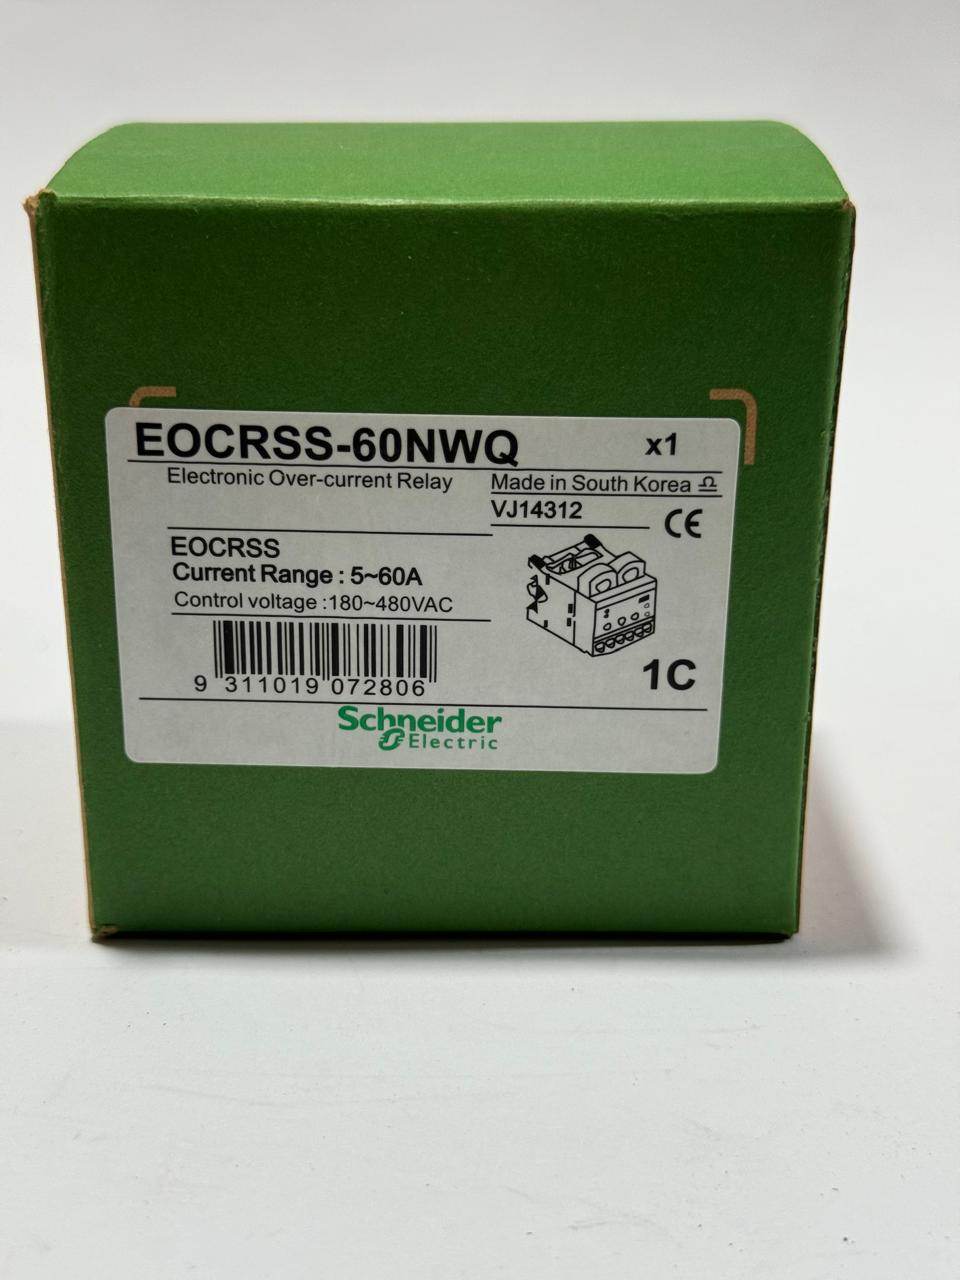 EOCRSS-60NWQ x1
Electronic Over-current Relay
Made in South Korea
VJ14312
CE
EOCRSS
Current Range : 5~60A
Control voltage :180~480VAC
9 311019 072806
1C
Schneider
Electric